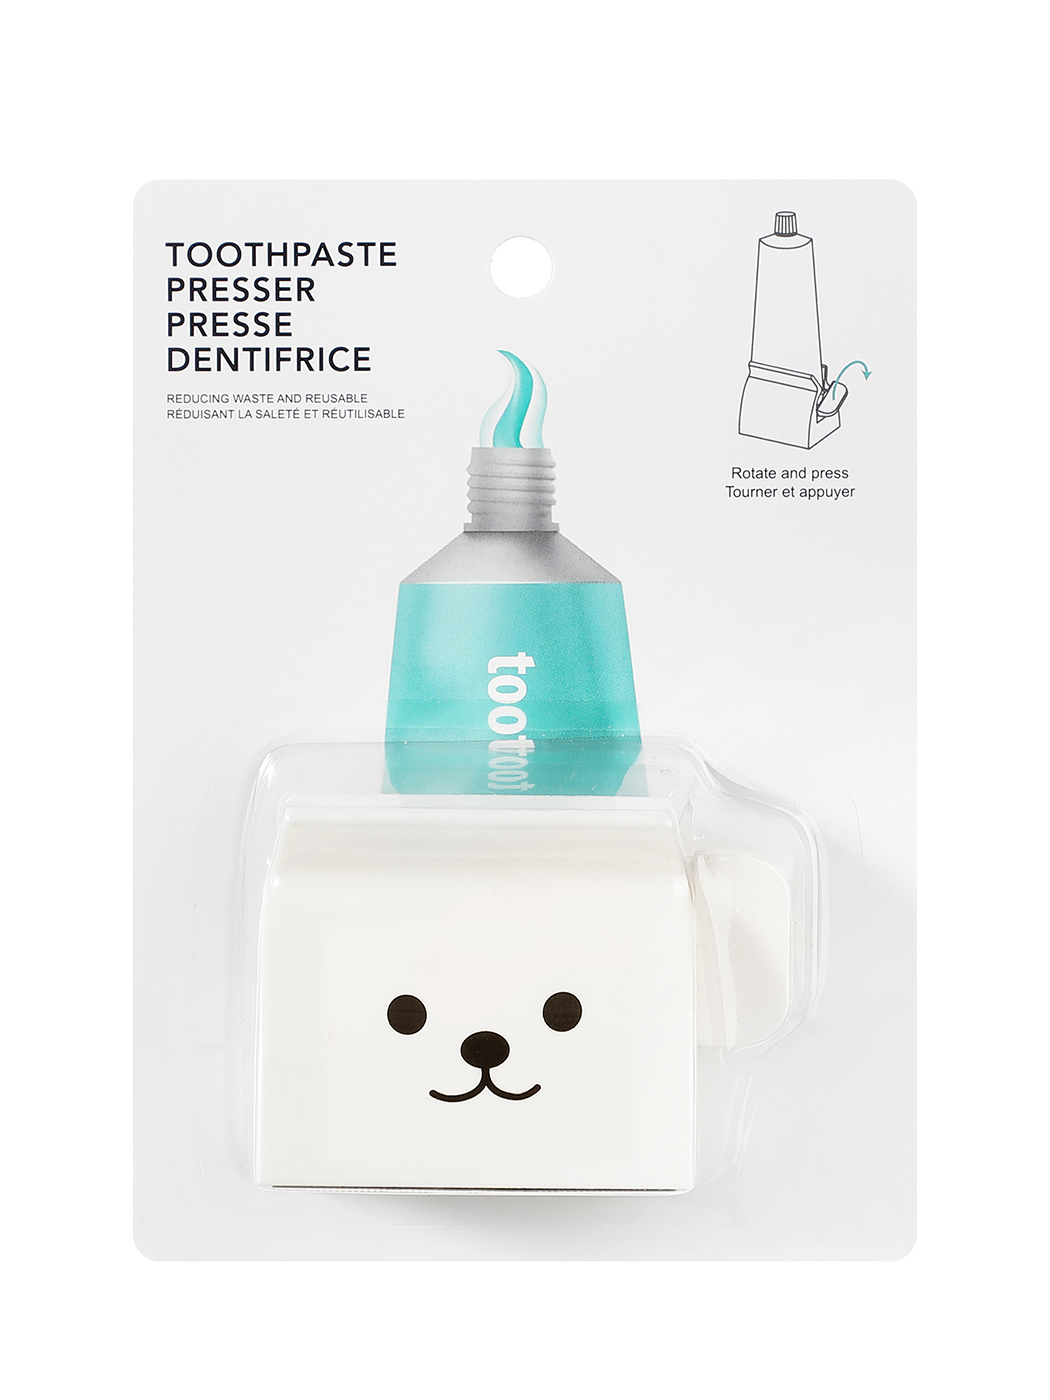 TOOTHPASTE
PRESSER
PRESSE
DENTIFRICE
REDUCING WASTE AND REUSABLE
RÉDUISANT LA SALETÉ ET RÉUTILISABLE
Rotate and press
Tourner et appuyer